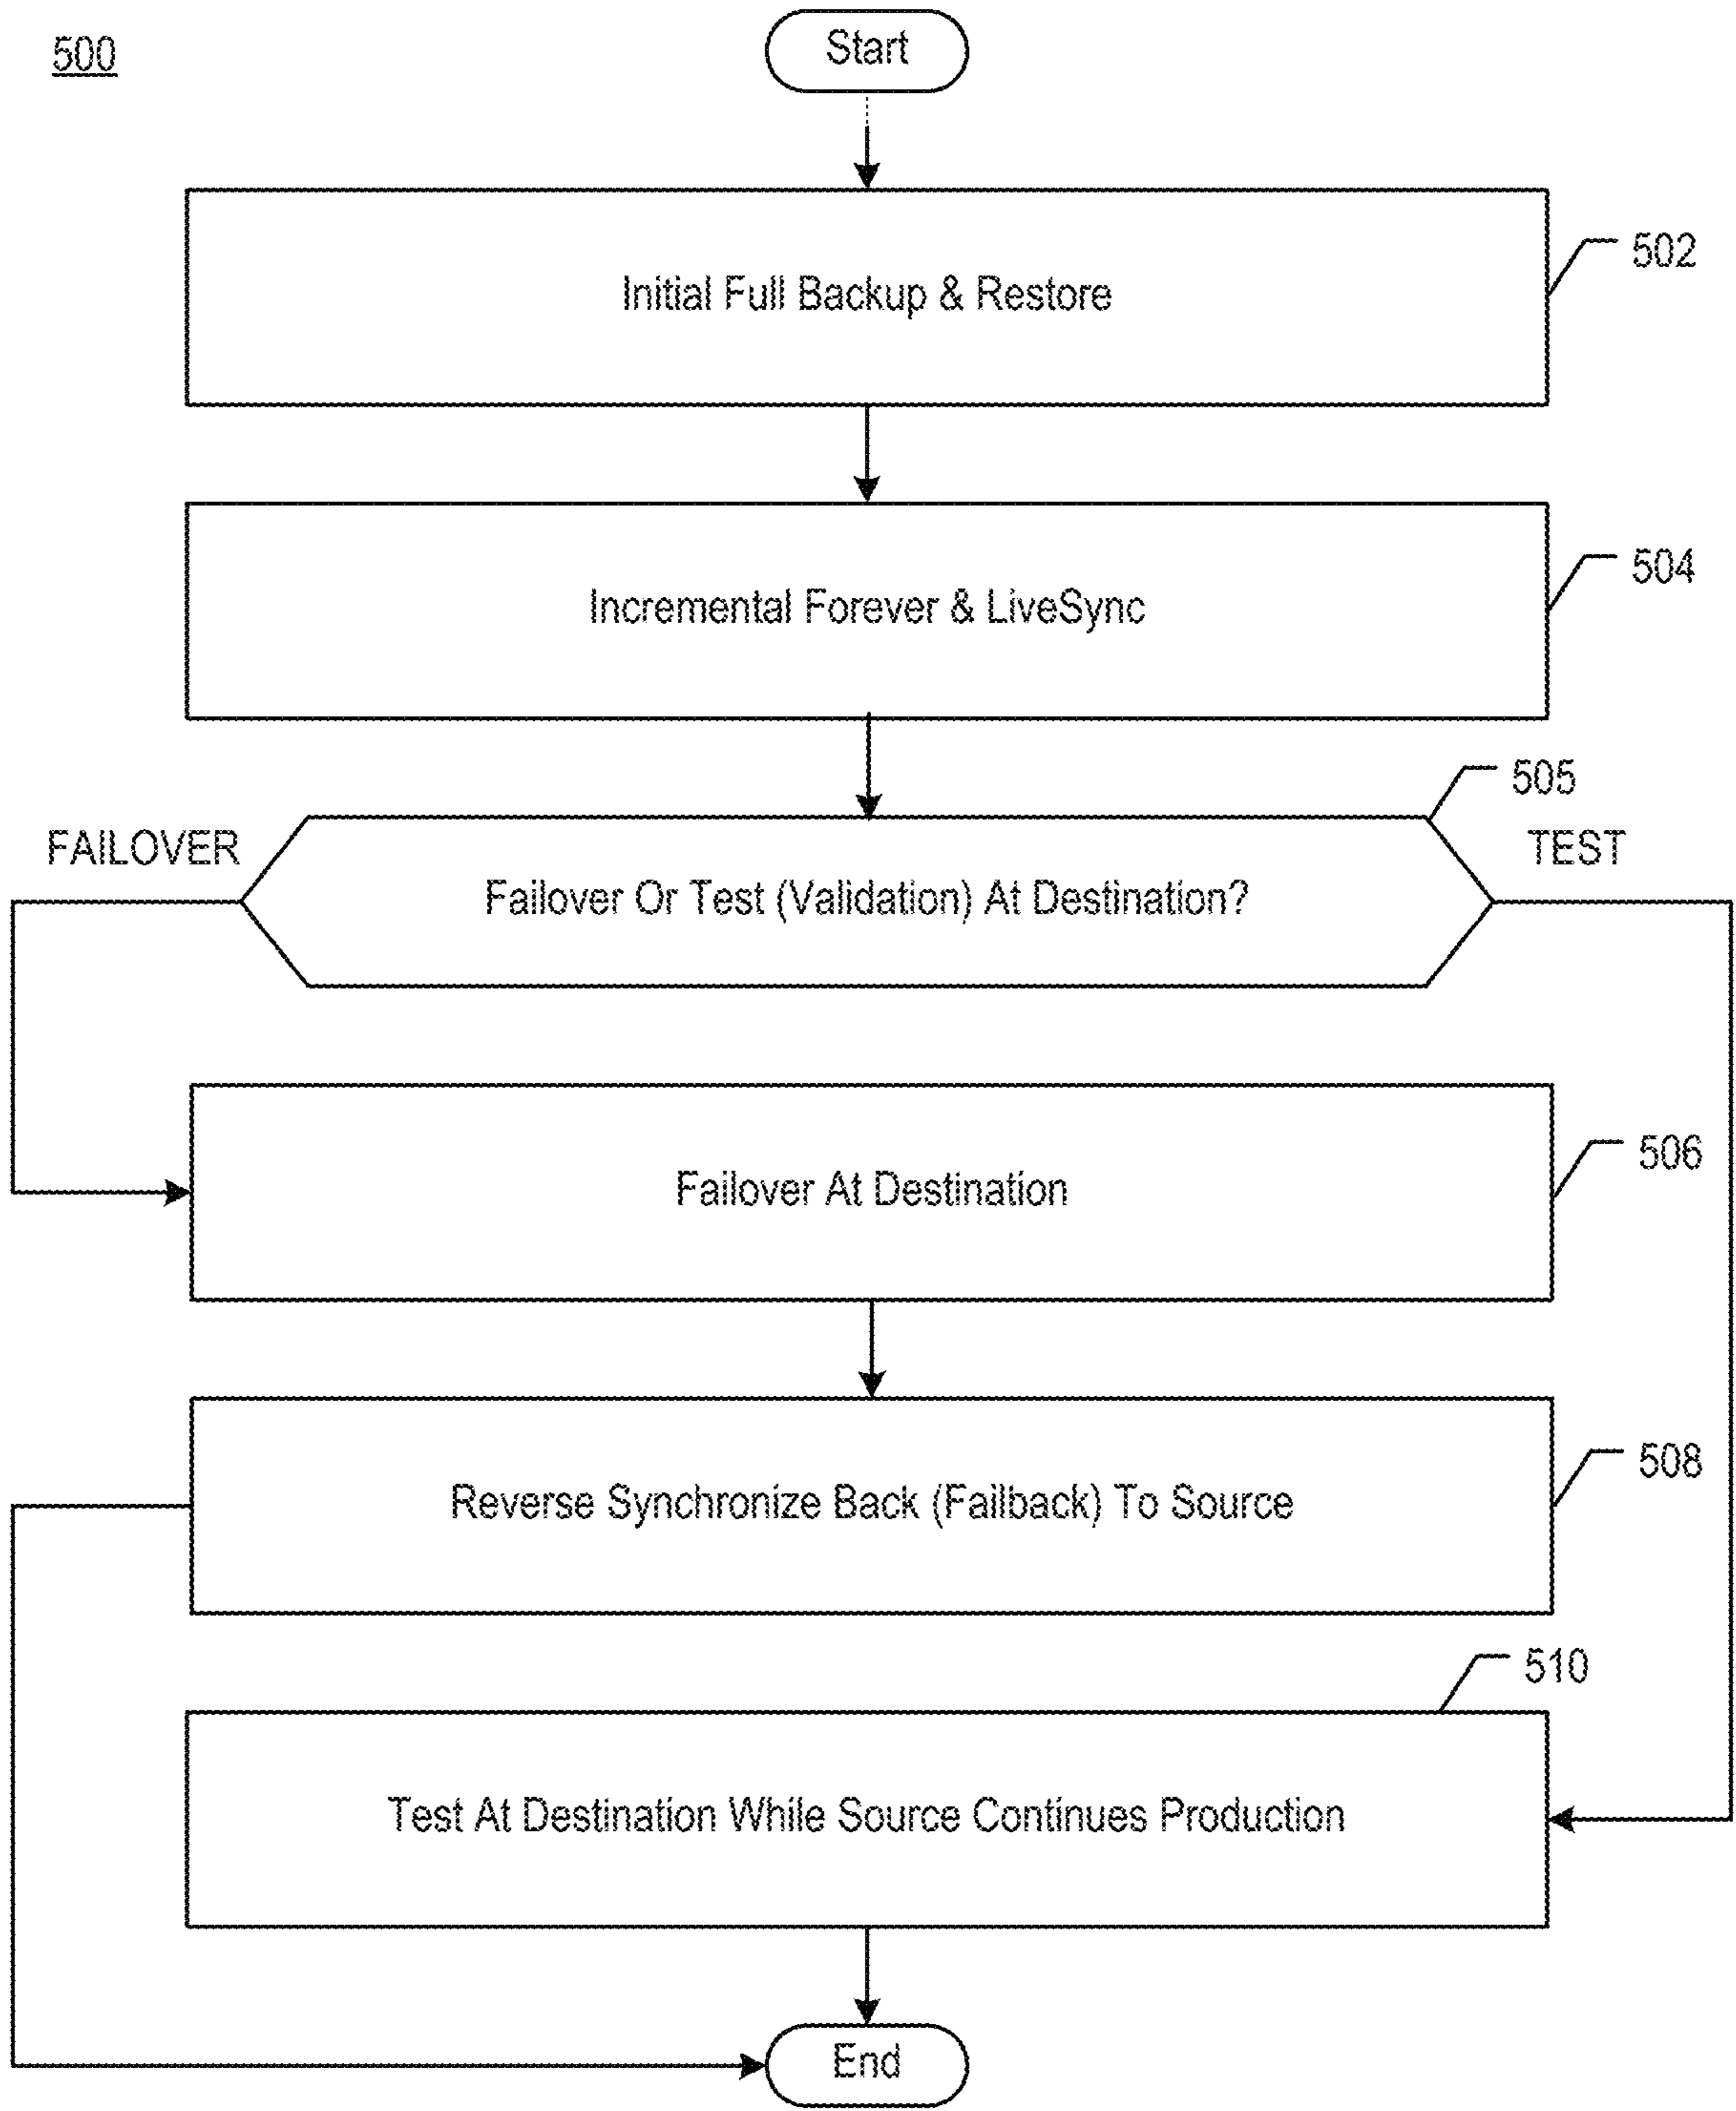 500
Start
Initial Full Backup & Restore
502
Incremental Forever & LiveSync
504
505
FAILOVER
TEST
Failover Or Test (Validation) At Destination?
Failover At Destination
506
Reverse Synchronize Back (Failback) To Source
508
510
Test At Destination While Source Continues Production
End